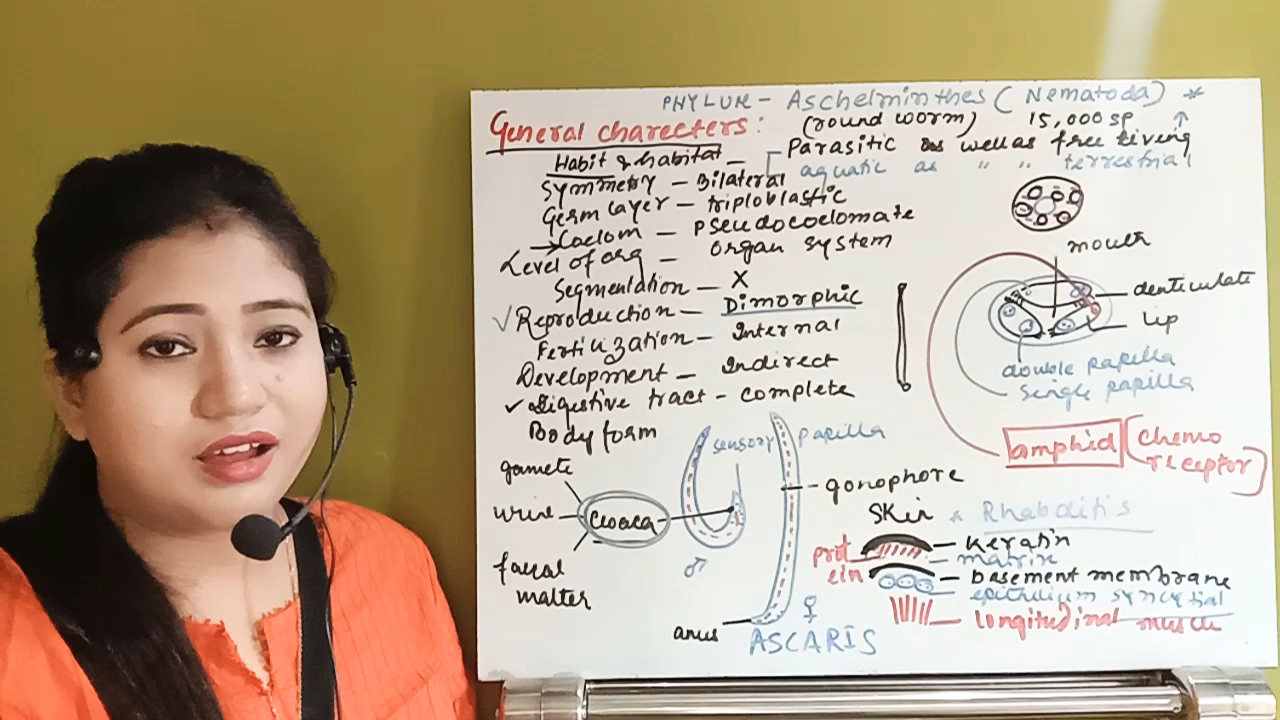 PHYLUM - Aschelminthes (Nematoda) *
General charecters: (round worm) 15,000 sp ↑
Habit & habitat - Parasitic as well as free living
aquatic as " " terrestrial
Symmetry - Bilateral
Germ layer - triploblastic
→ Coelom - pseudocoelomate
Level of org - organ system
Segmentation - X
✓ Reproduction - Dimorphic
Fertilization - Internal
Development - Indirect
✓ Digestive tract - complete
Body form
mouth
denticulate
Lip
double papilla
Single papilla
amphid (chemo
receptor)
sensory papilla
gamete
urine
cloaca
faecal
matter
♂
gonophore
anus
♀
ASCARIS
Skin * Rhabditis
keratin
prot
ein
matrix
basement membrane
epithelium syncytial
longitudinal muscle